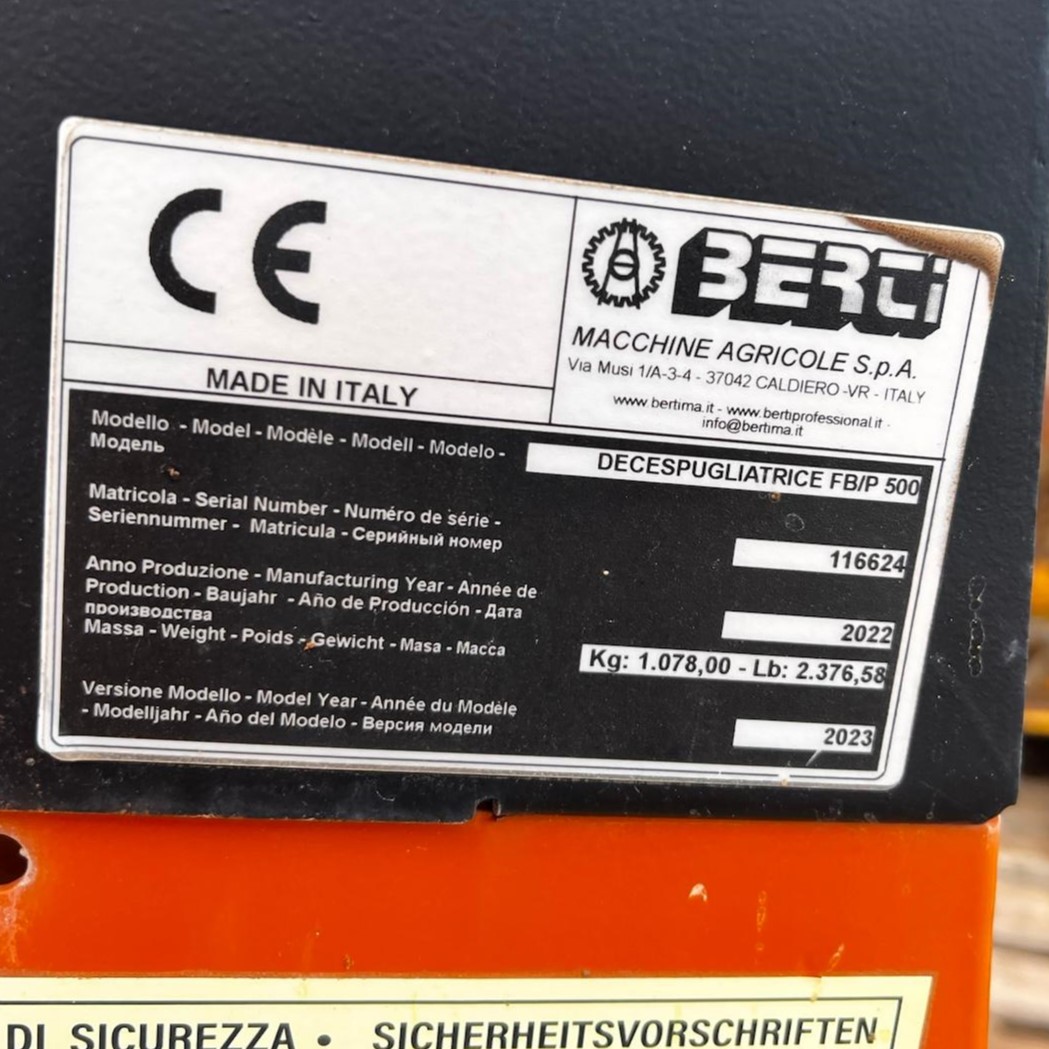 CE
BERTI
MACCHINE AGRICOLE S.p.A.
Via Musi 1/A-3-4 - 37042 CALDIERO -VR - ITALY
www.bertima.it - www.bertiprofessional.it -
info@bertima.it
MADE IN ITALY
Modello - Model - Modèle - Modell - Modelo -
Модель
DECESPUGLIATRICE FB/P 500
Matricola - Serial Number - Numéro de série -
Seriennummer - Matricula - Серийный номер
116624
Anno Produzione - Manufacturing Year - Année de
Production - Baujahr - Año de Producción - Дата
производства
2022
Massa - Weight - Poids - Gewicht - Masa - Масса
Kg: 1.078,00 - Lb: 2.376,58
Versione Modello - Model Year - Année du Modèle
- Modelljahr - Año del Modelo - Версия модели
2023
DI SICUREZZA • SICHERHEITSVORSCHRIFTEN